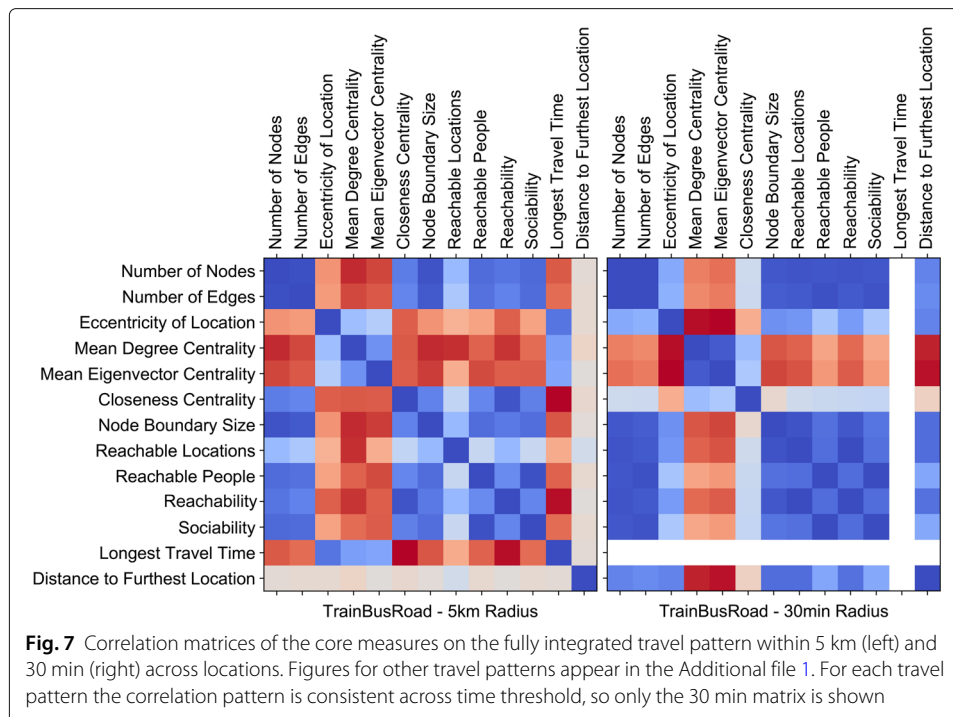 Number of Nodes
Number of Edges
Eccentricity of Location
Mean Degree Centrality
Mean Eigenvector Centrality
Closeness Centrality
Node Boundary Size
Reachable Locations
Reachable People
Reachability
Sociability
Longest Travel Time
Distance to Furthest Location
Number of Nodes
Number of Edges
Eccentricity of Location
Mean Degree Centrality
Mean Eigenvector Centrality
Closeness Centrality
Node Boundary Size
Reachable Locations
Reachable People
Reachability
Sociability
Longest Travel Time
Distance to Furthest Location
Number of Nodes
Number of Edges
Eccentricity of Location
Mean Degree Centrality
Mean Eigenvector Centrality
Closeness Centrality
Node Boundary Size
Reachable Locations
Reachable People
Reachability
Sociability
Longest Travel Time
Distance to Furthest Location
TrainBusRoad - 5km Radius
TrainBusRoad - 30min Radius
Fig. 7 Correlation matrices of the core measures on the fully integrated travel pattern within 5 km (left) and
30 min (right) across locations. Figures for other travel patterns appear in the Additional file 1. For each travel
pattern the correlation pattern is consistent across time threshold, so only the 30 min matrix is shown